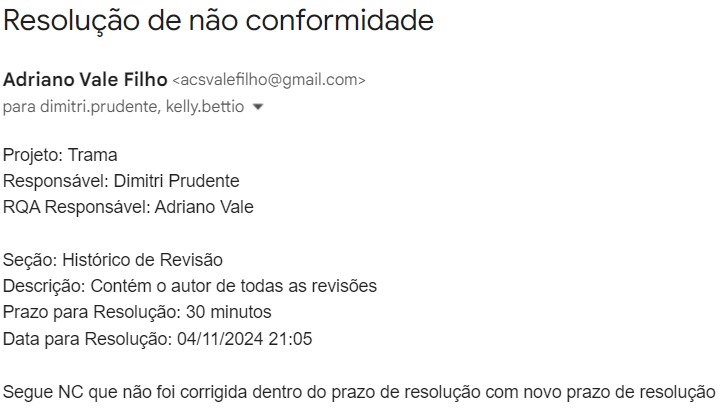 Resolução de não conformidade
Adriano Vale Filho <acsvalefilho@gmail.com>
para dimitri.prudente, kelly.bettio
Projeto: Trama
Responsável: Dimitri Prudente
RQA Responsável: Adriano Vale
Seção: Histórico de Revisão
Descrição: Contém o autor de todas as revisões
Prazo para Resolução: 30 minutos
Data para Resolução: 04/11/2024 21:05
Segue NC que não foi corrigida dentro do prazo de resolução com novo prazo de resolução